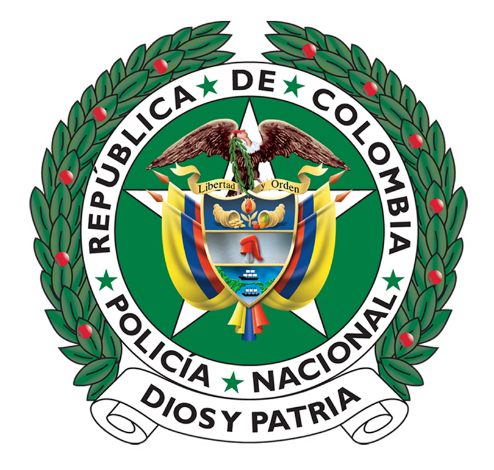 REPÚBLICA ★ DE ★ COLOMBIA
★ POLICÍA ★ NACIONAL ★
Libertad y Orden
DIOS Y PATRIA